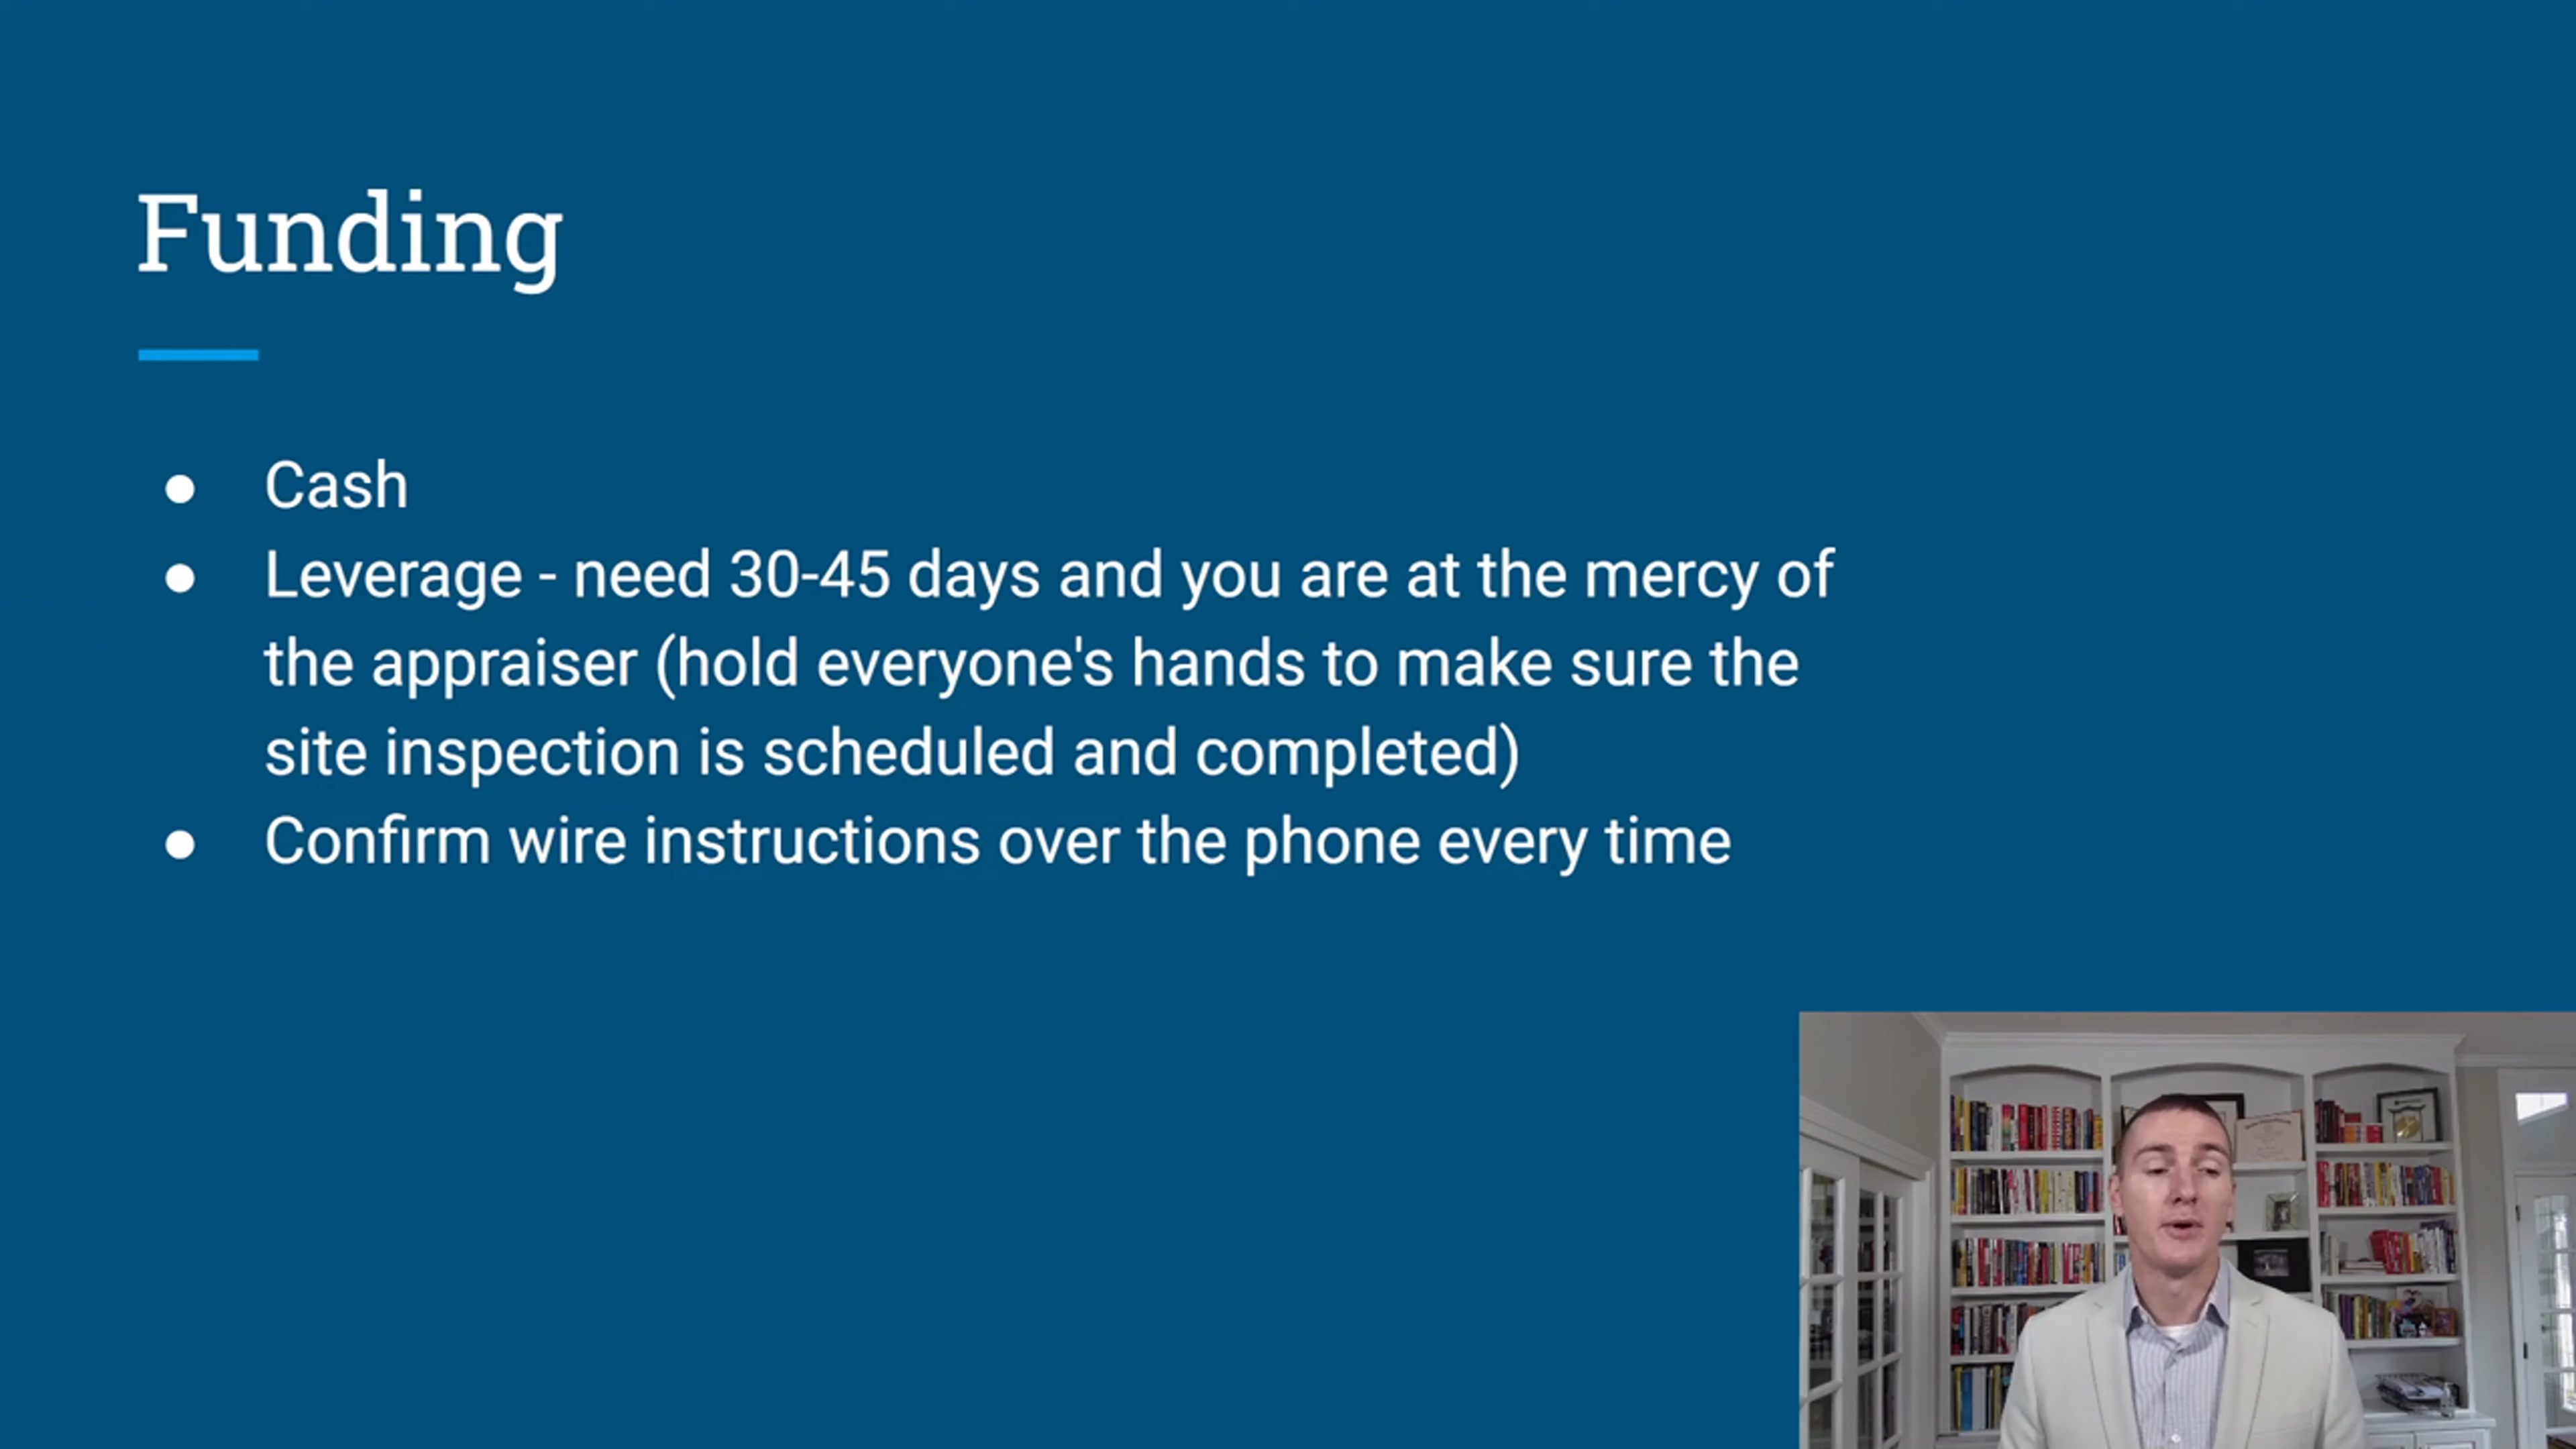 Funding
● Cash
● Leverage - need 30-45 days and you are at the mercy of
the appraiser (hold everyone's hands to make sure the
site inspection is scheduled and completed)
● Confirm wire instructions over the phone every time